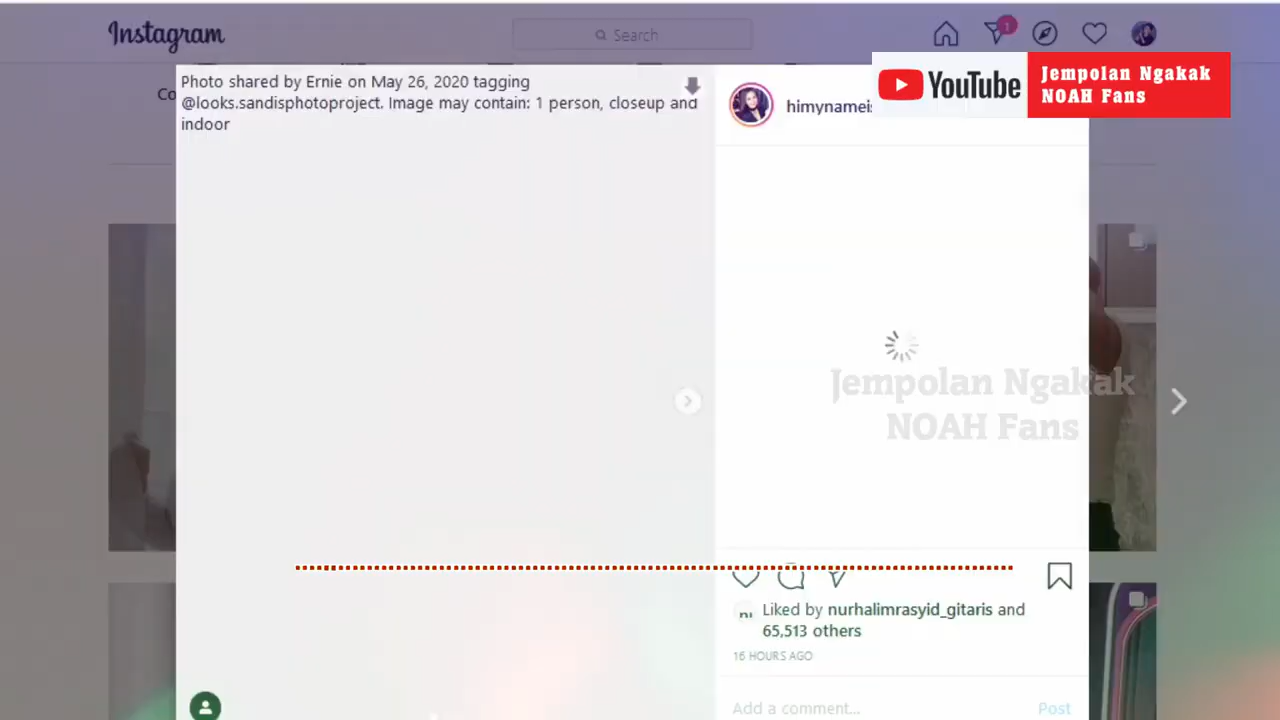 Instagram
Search
1
YouTube
Jempolan Ngakak
NOAH Fans
Photo shared by Ernie on May 26, 2020 tagging
@looks.sandisphotoproject. Image may contain: 1 person, closeup and
indoor
Co
himynameis
Jempolan Ngakak
NOAH Fans
Liked by nurhalimrasyid_gitaris and
65,513 others
16 HOURS AGO
Add a comment...
Post